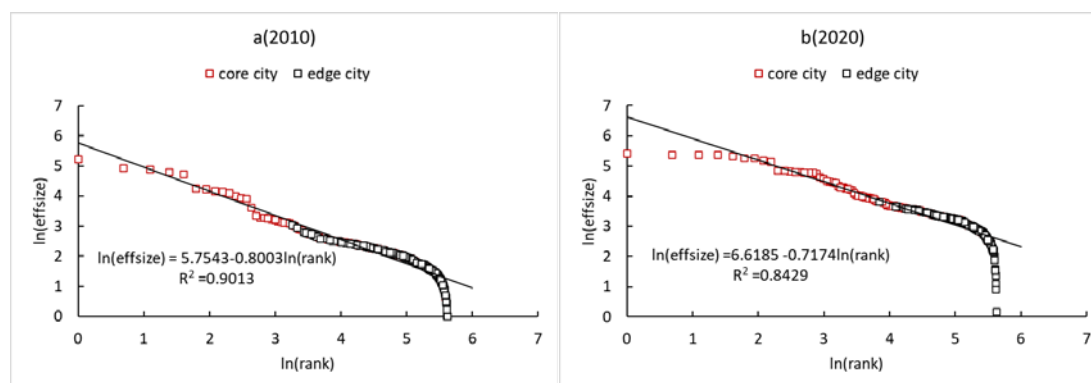 a(2010)
core city edge city
7
6
5
4
3
2
1
0
ln(effsize)
ln(effsize) = 5.7543-0.8003ln(rank)
R² =0.9013
0 1 2 3 4 5 6 7
ln(rank)
b(2020)
core city edge city
7
6
5
4
3
2
1
0
ln(effsize)
ln(effsize) =6.6185 -0.7174ln(rank)
R² =0.8429
0 1 2 3 4 5 6 7
ln(rank)